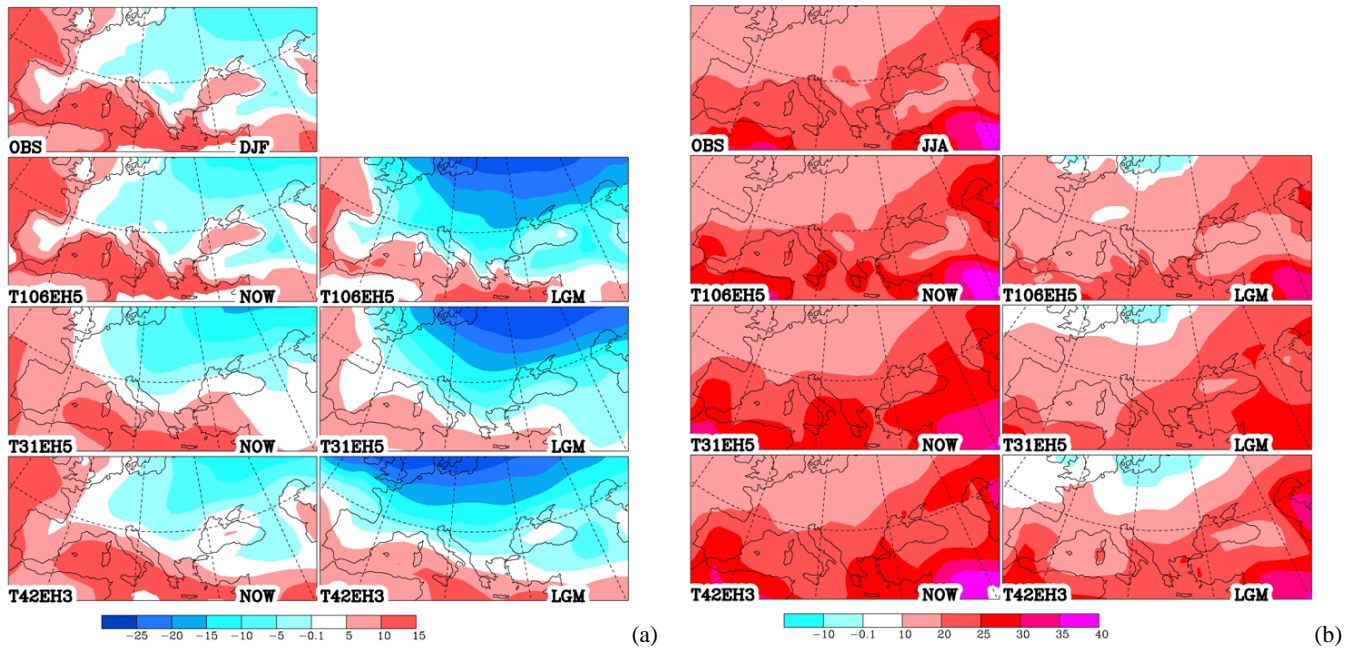 OBS DJF OBS JJA
T106EH5 NOW T106EH5 LGM T106EH5 NOW T106EH5 LGM
T31EH5 NOW T31EH5 LGM T31EH5 NOW T31EH5 LGM
T42EH3 NOW T42EH3 LGM T42EH3 NOW T42EH3 LGM
−25 −20 −15 −10 −5 −0.1 5 10 15 (a) −10 −0.1 10 20 25 30 35 40 (b)